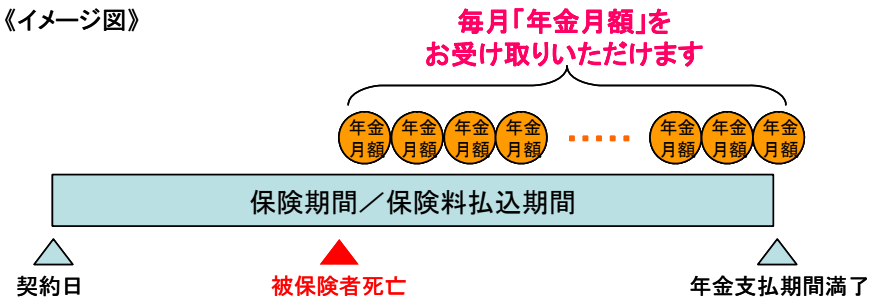 《イメージ図》
毎月「年金月額」を
お受け取りいただけます
年金 年金 年金 年金 年金 年金 年金
月額 月額 月額 月額 ・・・・・ 月額 月額 月額
保険期間／保険料払込期間
契約日 被保険者死亡 年金支払期間満了